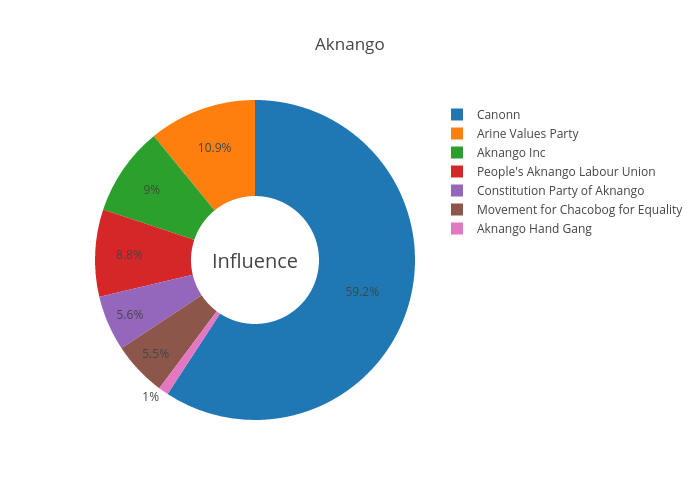 Aknango
Canonn
Arine Values Party
Aknango Inc
People's Aknango Labour Union
Constitution Party of Aknango
Movement for Chacobog for Equality
Aknango Hand Gang
10.9%
9%
8.8%
5.6%
5.5%
1%
59.2%
Influence